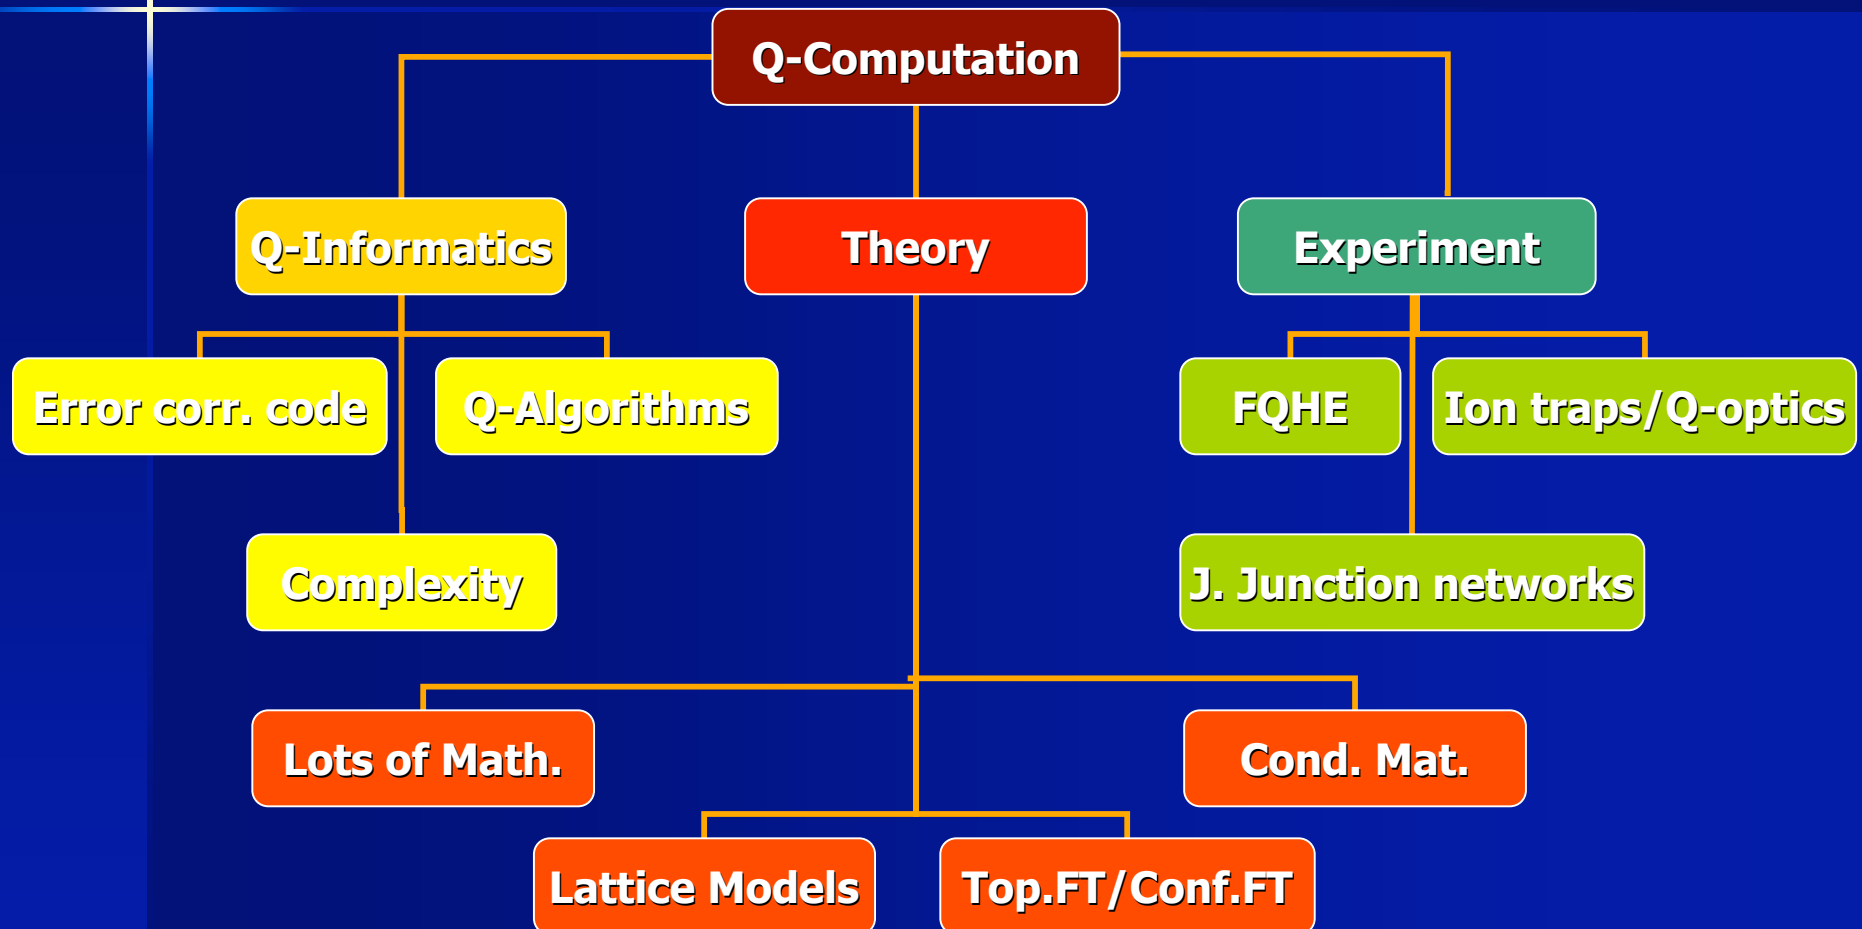 Q-Computation
Q-Informatics
Theory
Experiment
Error corr. code
Q-Algorithms
FQHE
Ion traps/Q-optics
Complexity
J. Junction networks
Lots of Math.
Cond. Mat.
Lattice Models
Top.FT/Conf.FT